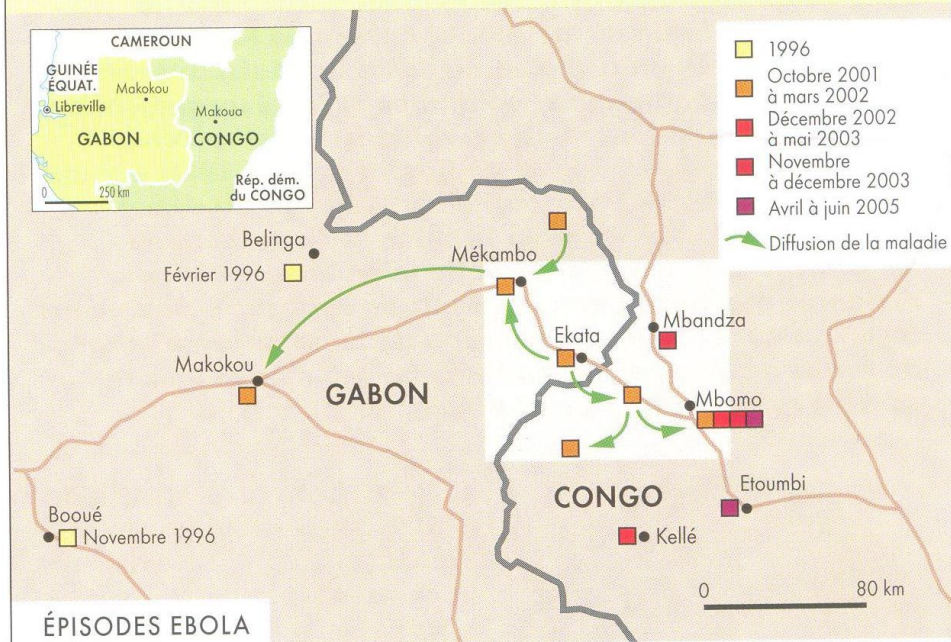 CAMEROUN
GUINÉE
ÉQUAT.
Makokou
Libreville
Makoua
GABON
CONGO
Rép. dém.
du CONGO
0 250 km
1996
Octobre 2001
à mars 2002
Décembre 2002
à mai 2003
Novembre
à décembre 2003
Avril à juin 2005
Diffusion de la maladie
Belinga
Février 1996
Mékambo
Mbandza
Ekata
Makokou
GABON
Mbomo
CONGO
Etoumbi
Booué
Novembre 1996
Kellé
0 80 km
ÉPISODES EBOLA